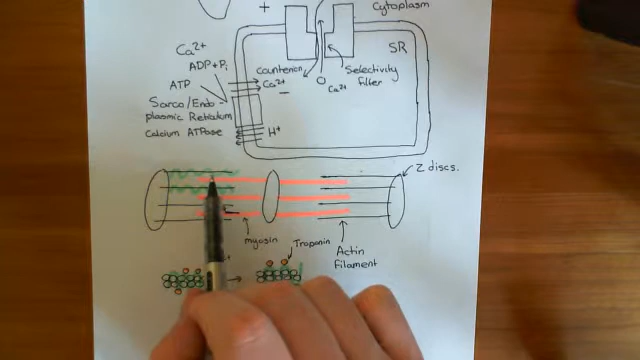 +
Cytoplasm
SR
Ca²⁺
ADP+Pi
ATP
Sarco/Endo-
plasmic Reticulum
Calcium ATPase
Counterion
Ca²⁺
−
H⁺
Selectivity
Filter
Ca²⁺
Z discs.
myosin
Troponin
Actin
Filament